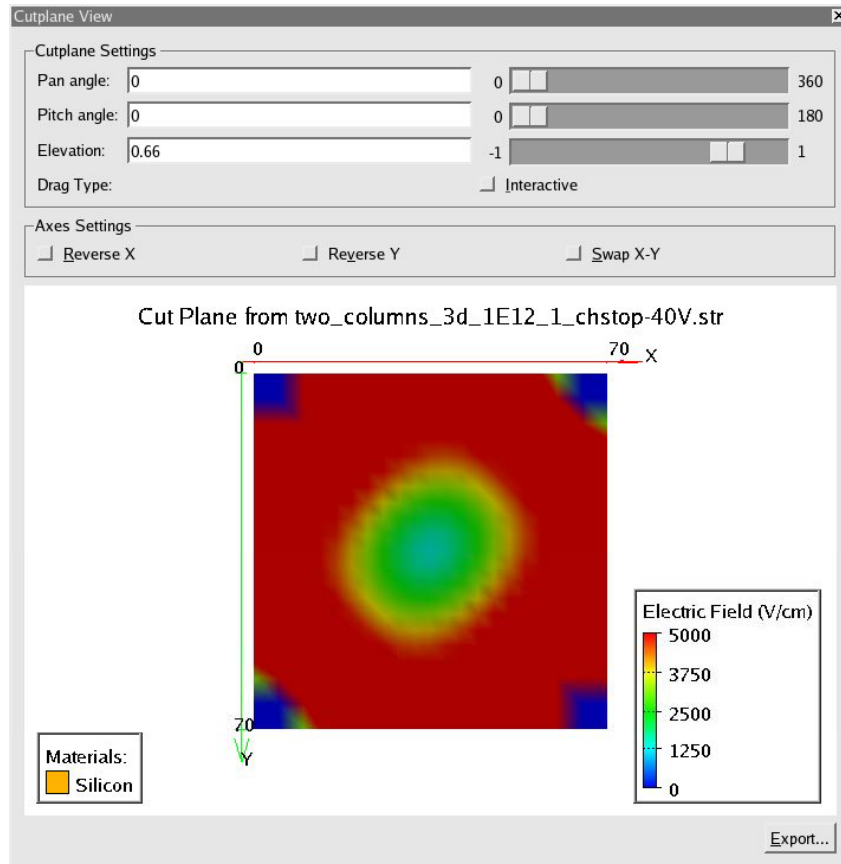 Cutplane View
Cutplane Settings
Pan angle: 0 0 360
Pitch angle: 0 0 180
Elevation: 0.66 -1 1
Drag Type: Interactive
Axes Settings
Reverse X Reverse Y Swap X-Y
Cut Plane from two_columns_3d_1E12_1_chstop-40V.str
0 70 X
0
70
Y
Materials:
Silicon
Electric Field (V/cm)
5000
3750
2500
1250
0
Export...